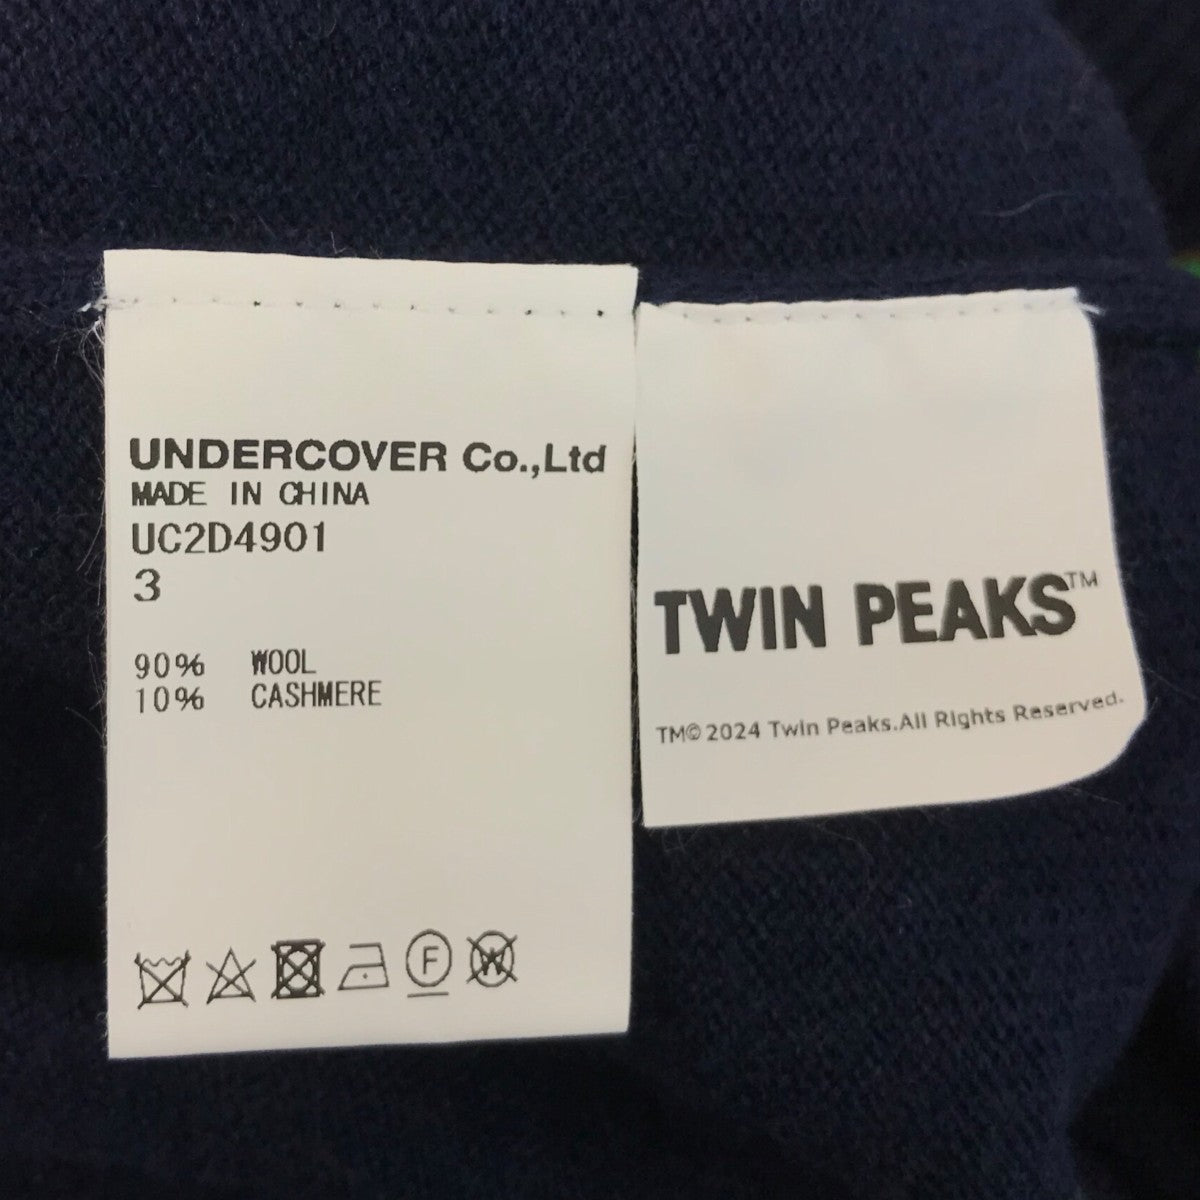 UNDERCOVER Co.,Ltd
MADE IN CHINA
UC2D4901
3
90% WOOL
10% CASHMERE
F W
TWIN PEAKS™
TM© 2024 Twin Peaks.All Rights Reserved.